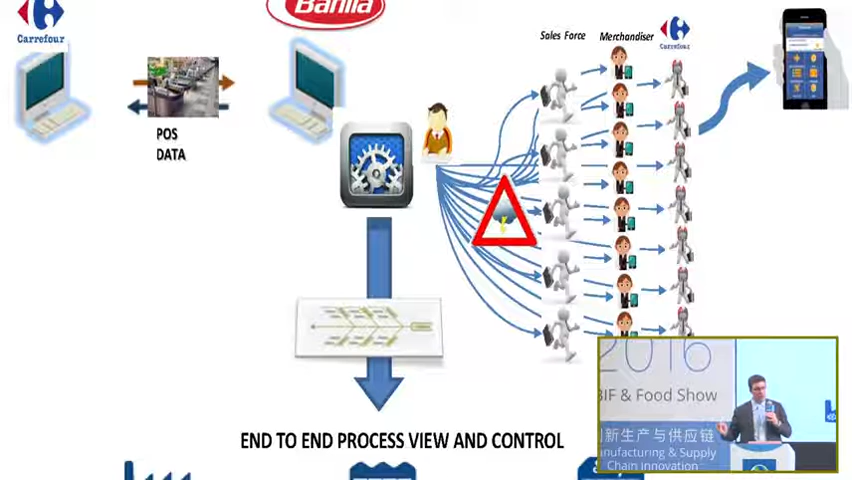 Carrefour
Barilla
Sales Force
Merchandiser
Carrefour
POS
DATA
END TO END PROCESS VIEW AND CONTROL
2016
BIF & Food Show
新生产与供应链
anufacturing & Supply
Chain Innovation